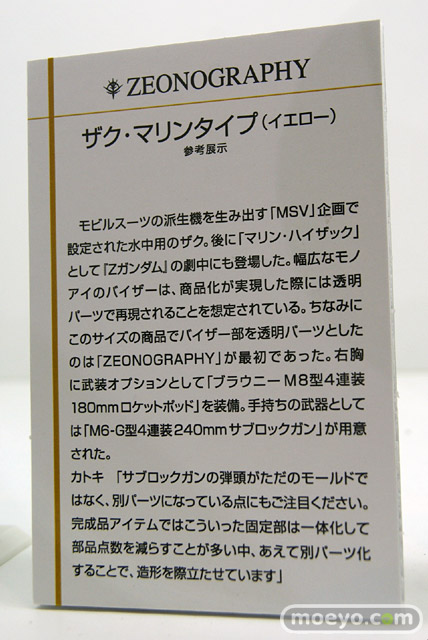 ZEONOGRAPHY
ザク・マリンタイプ(イエロー)
参考展示
モビルスーツの派生機を生み出す「MSV」企画で
設定された水中用のザク。後に「マリン・ハイザック」
として『Zガンダム』の劇中にも登場した。幅広なモノ
アイのバイザーは、商品化が実現した際には透明
パーツで再現されることを想定されている。ちなみに
このサイズの商品でバイザー部を透明パーツとした
のは「ZEONOGRAPHY」が最初であった。右胸
に武装オプションとして「ブラウニーM8型4連装
180mmロケットポッド」を装備。手持ちの武器として
は「M6-G型4連装240mmサブロックガン」が用意
された。
カトキ 「サブロックガンの弾頭がただのモールドで
はなく、別パーツになっている点にもご注目ください。
完成品アイテムではこういった固定部は一体化して
部品点数を減らすことが多い中、あえて別パーツ化
することで、造形を際立たせています」
moeyo.com